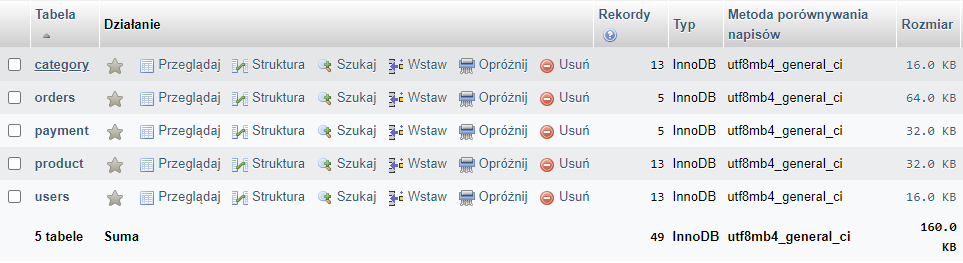 Tabela Działanie Rekordy Typ Metoda porównywania napisów Rozmiar
category Przeglądaj Struktura Szukaj Wstaw Opróżnij Usuń 13 InnoDB utf8mb4_general_ci 16.0 KB
orders Przeglądaj Struktura Szukaj Wstaw Opróżnij Usuń 5 InnoDB utf8mb4_general_ci 64.0 KB
payment Przeglądaj Struktura Szukaj Wstaw Opróżnij Usuń 5 InnoDB utf8mb4_general_ci 32.0 KB
product Przeglądaj Struktura Szukaj Wstaw Opróżnij Usuń 13 InnoDB utf8mb4_general_ci 32.0 KB
users Przeglądaj Struktura Szukaj Wstaw Opróżnij Usuń 13 InnoDB utf8mb4_general_ci 16.0 KB
5 tabele Suma 49 InnoDB utf8mb4_general_ci 160.0 KB